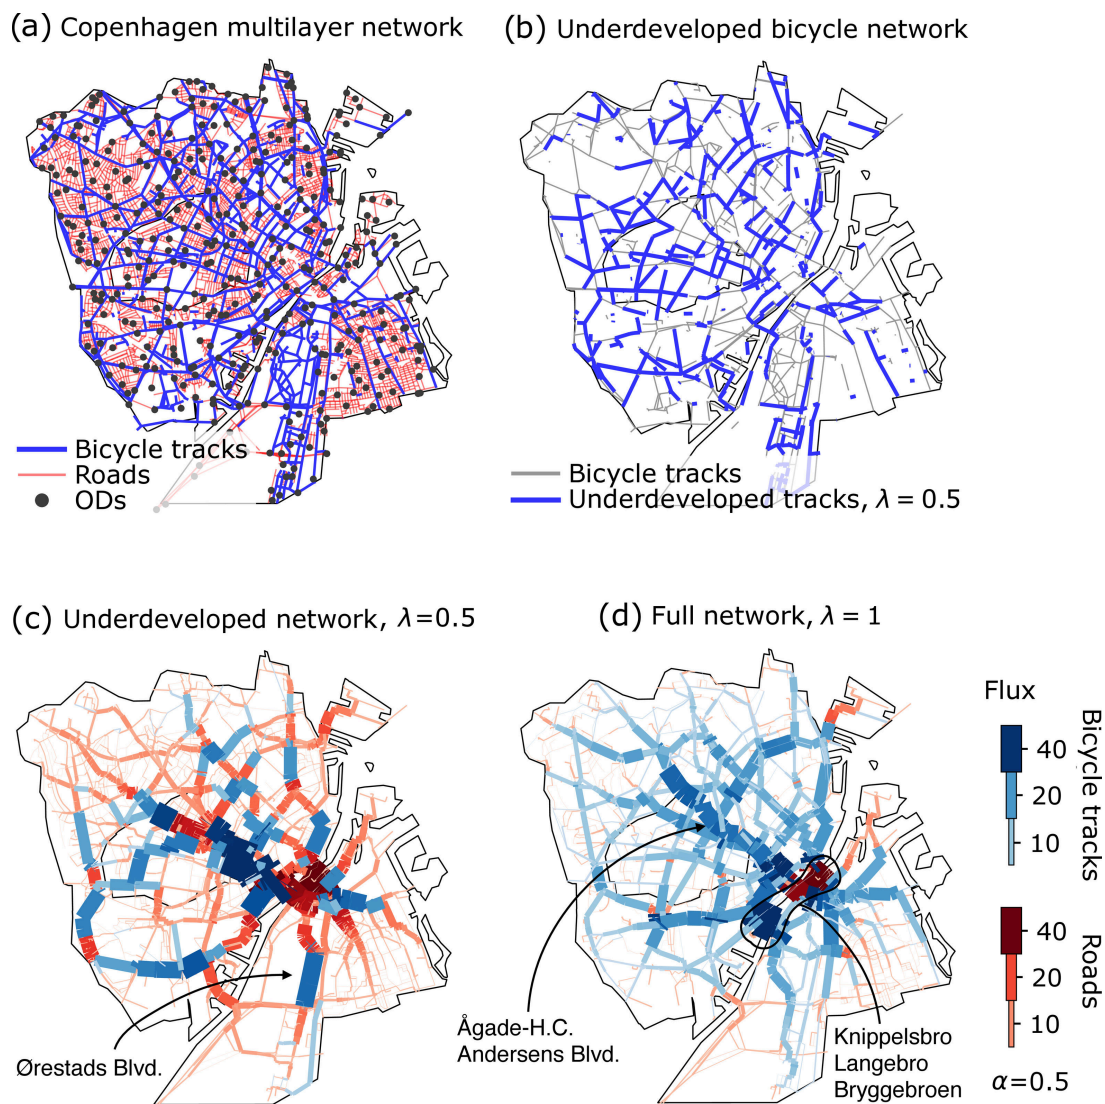 (a) Copenhagen multilayer network
(b) Underdeveloped bicycle network
Bicycle tracks
Roads
ODs
Bicycle tracks
Underdeveloped tracks, λ = 0.5
(c) Underdeveloped network, λ=0.5
(d) Full network, λ = 1
Flux
40
20
10
Bicycle tracks
40
20
10
Roads
α=0.5
Ørestads Blvd.
Ågade-H.C.
Andersens Blvd.
Knippelsbro
Langebro
Bryggebroen